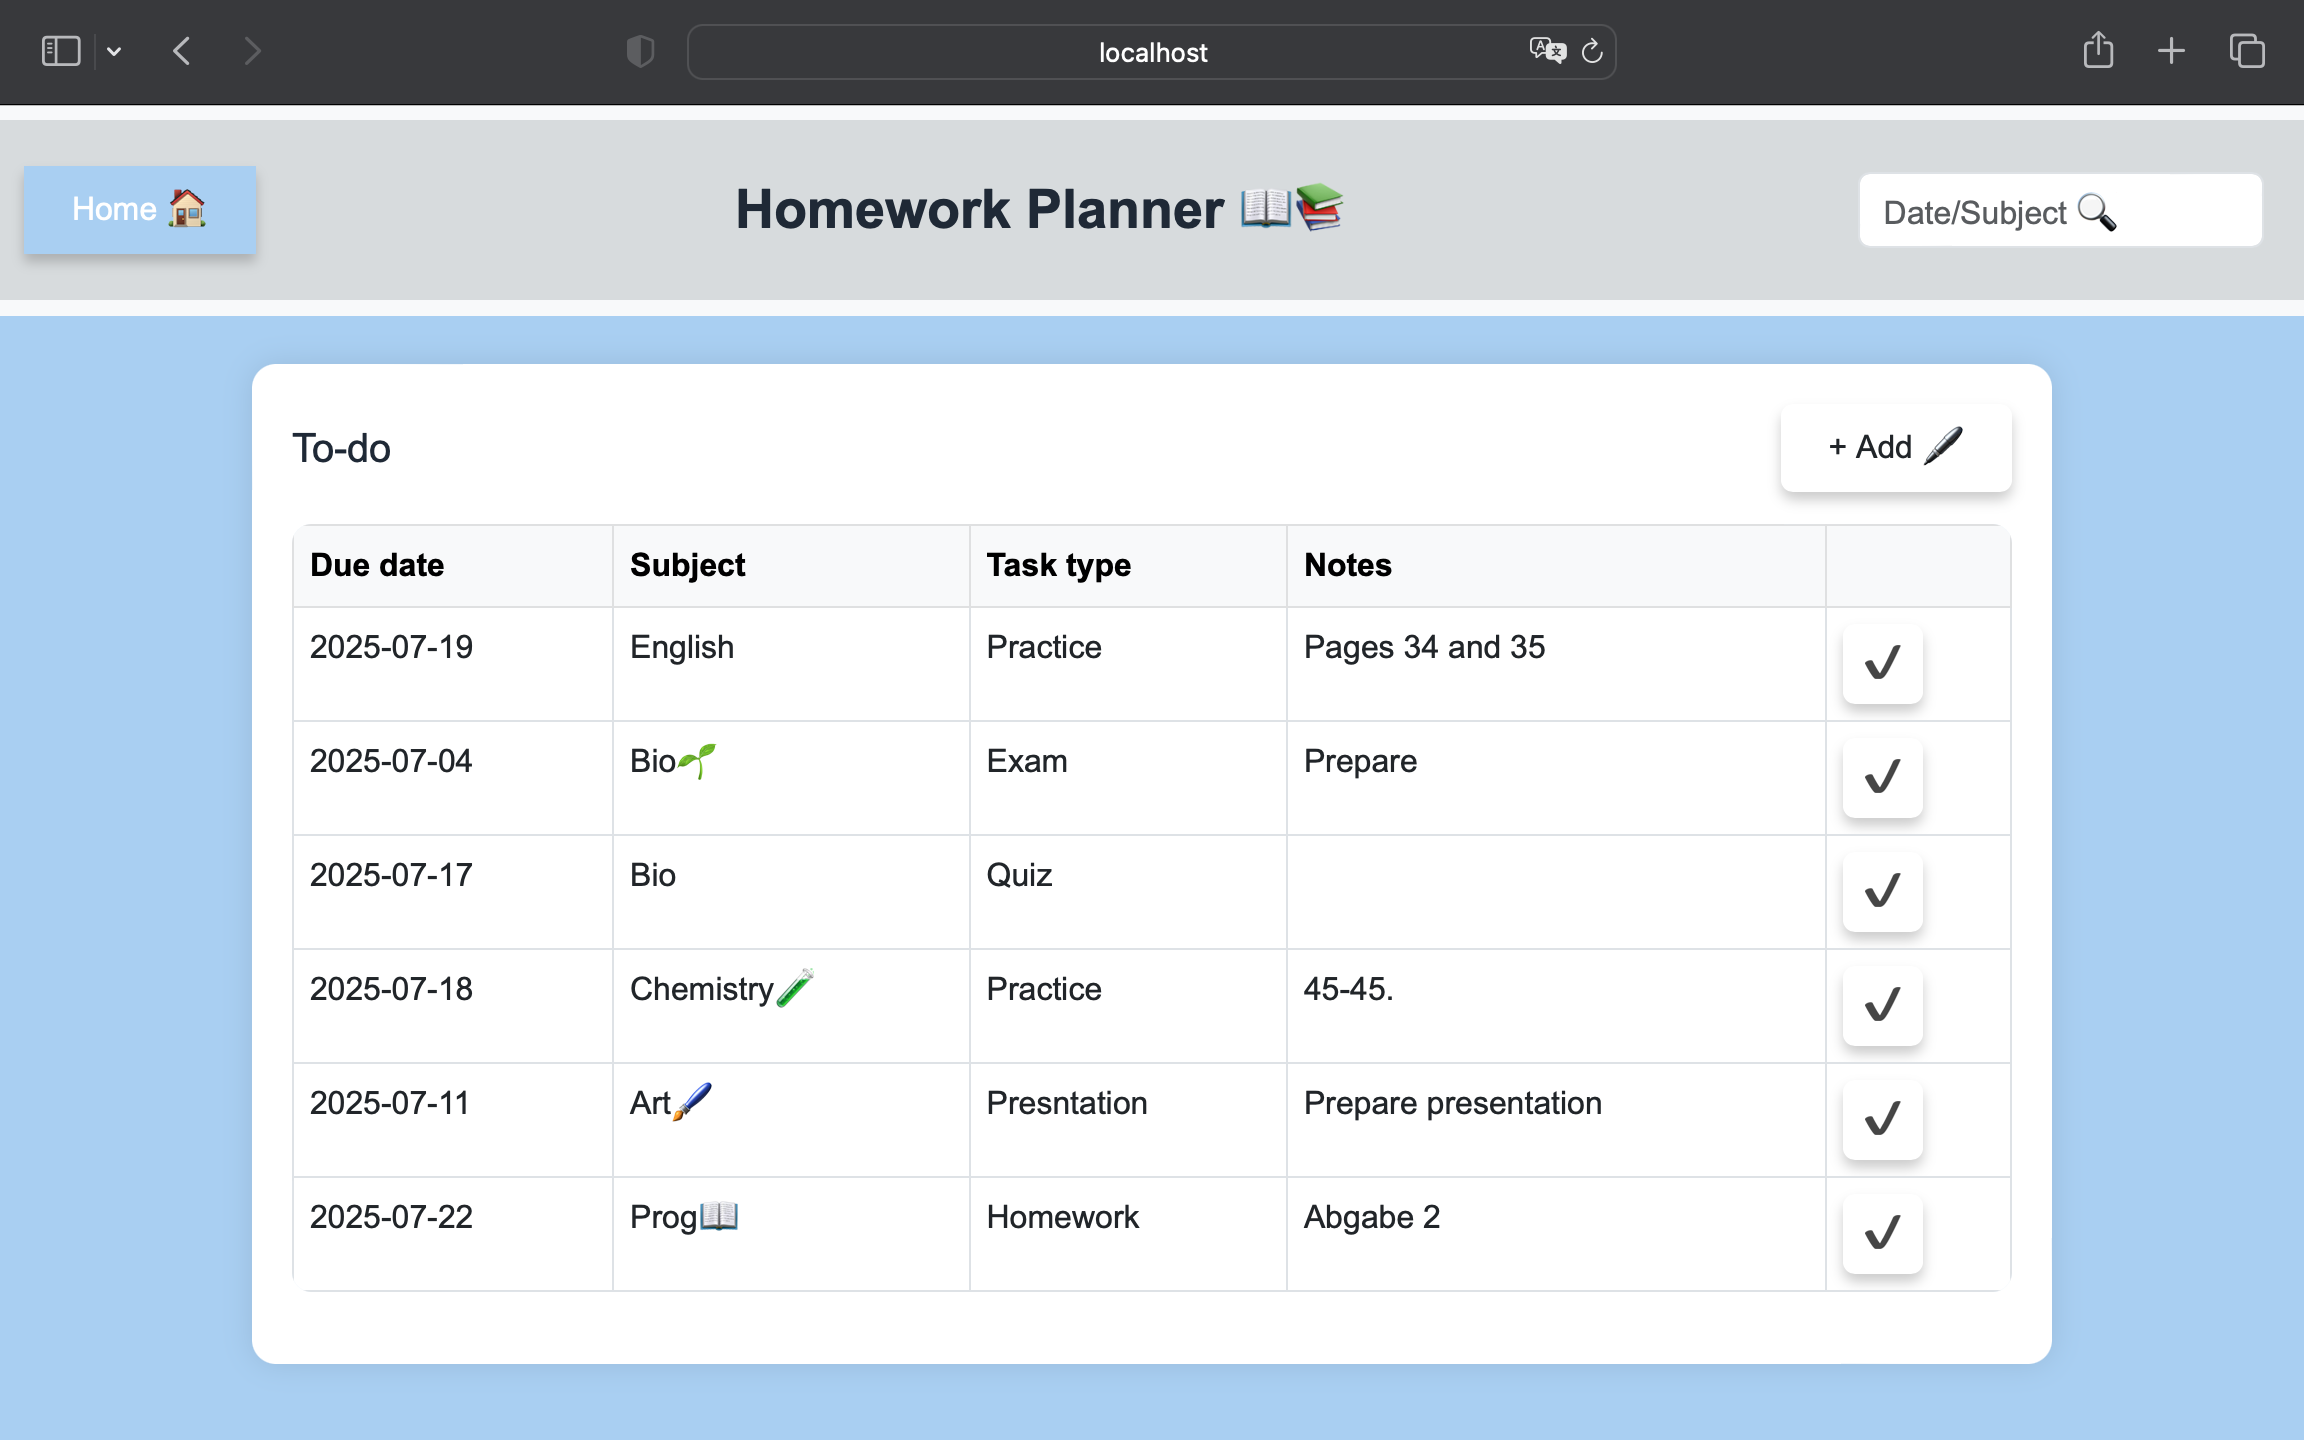 localhost
Home 🏠
Homework Planner 📖📚
Date/Subject 🔍
To-do
+ Add 🖊
Due date Subject Task type Notes
2025-07-19 English Practice Pages 34 and 35 ✔
2025-07-04 Bio🌱 Exam Prepare ✔
2025-07-17 Bio Quiz ✔
2025-07-18 Chemistry🧪 Practice 45-45. ✔
2025-07-11 Art🖌 Presntation Prepare presentation ✔
2025-07-22 Prog📖 Homework Abgabe 2 ✔